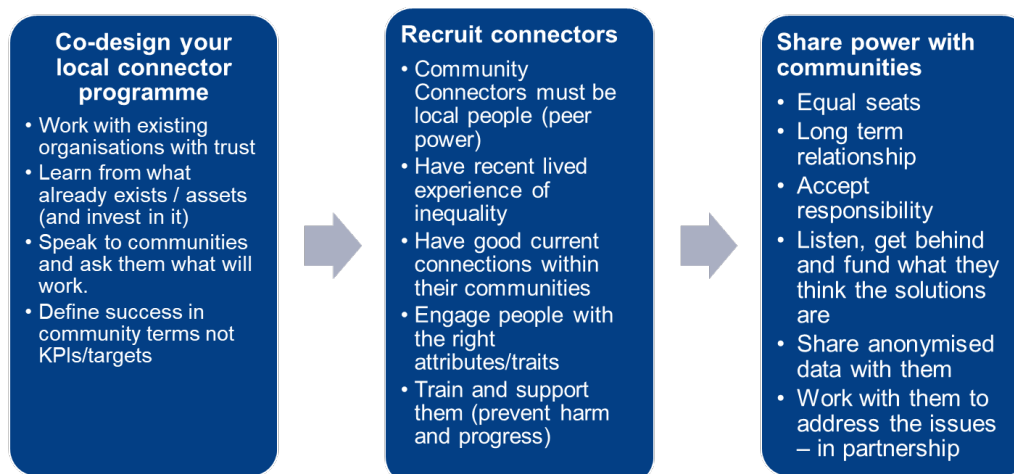 Co-design your
local connector
programme
• Work with existing
organisations with trust
• Learn from what
already exists / assets
(and invest in it)
• Speak to communities
and ask them what will
work.
• Define success in
community terms not
KPIs/targets
Recruit connectors
• Community
Connectors must be
local people (peer
power)
• Have recent lived
experience of
inequality
• Have good current
connections within
their communities
• Engage people with
the right
attributes/traits
• Train and support
them (prevent harm
and progress)
Share power with
communities
• Equal seats
• Long term
relationship
• Accept
responsibility
• Listen, get behind
and fund what they
think the solutions
are
• Share anonymised
data with them
• Work with them to
address the issues
– in partnership